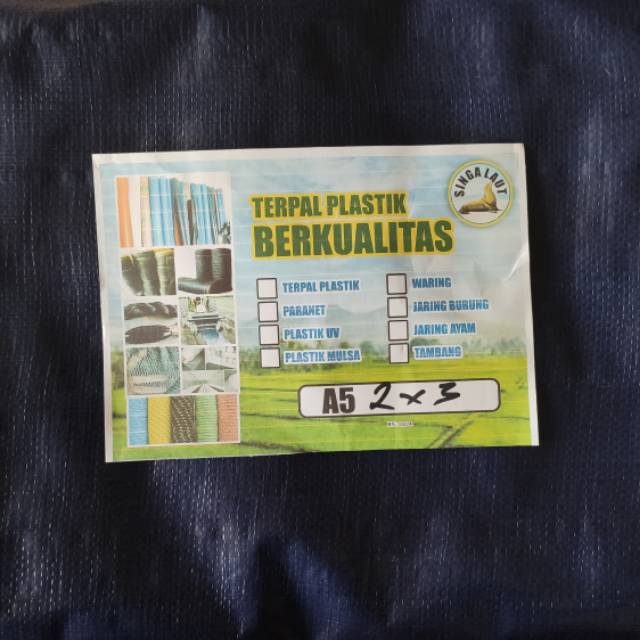 SINGA LAUT
TERPAL PLASTIK
BERKUALITAS
TERPAL PLASTIK
PARANET
PLASTIK UV
PLASTIK MULSA
WARING
JARING BURUNG
JARING AYAM
TAMBANG
A5 2 x 3